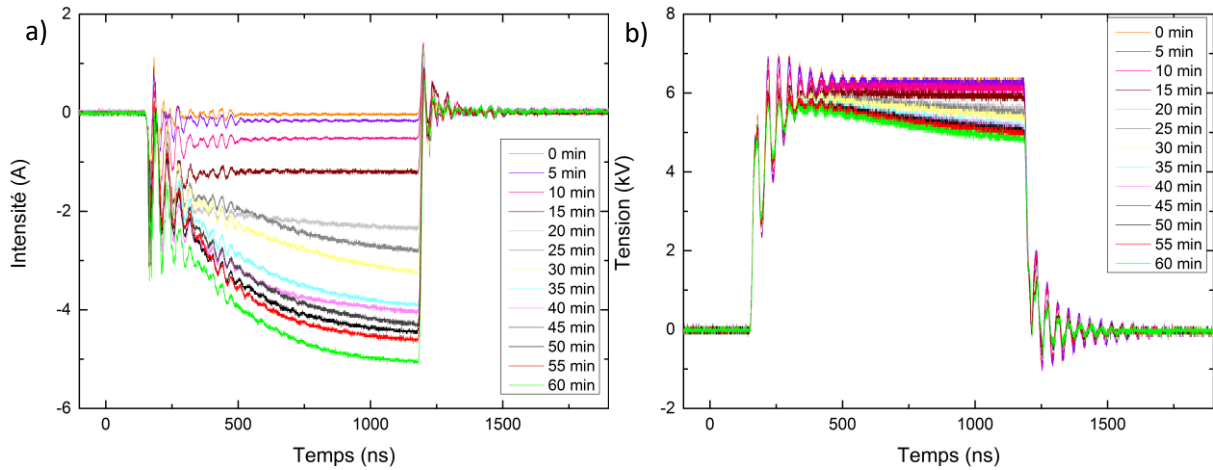 a)
Intensité (A)
2
0
-2
-4
-6
0 min
5 min
10 min
15 min
20 min
25 min
30 min
35 min
40 min
45 min
50 min
55 min
60 min
0 500 1000 1500
Temps (ns)
b)
Tension (kV)
8
6
4
2
0
-2
0 min
5 min
10 min
15 min
20 min
25 min
30 min
35 min
40 min
45 min
50 min
55 min
60 min
0 500 1000 1500
Temps (ns)